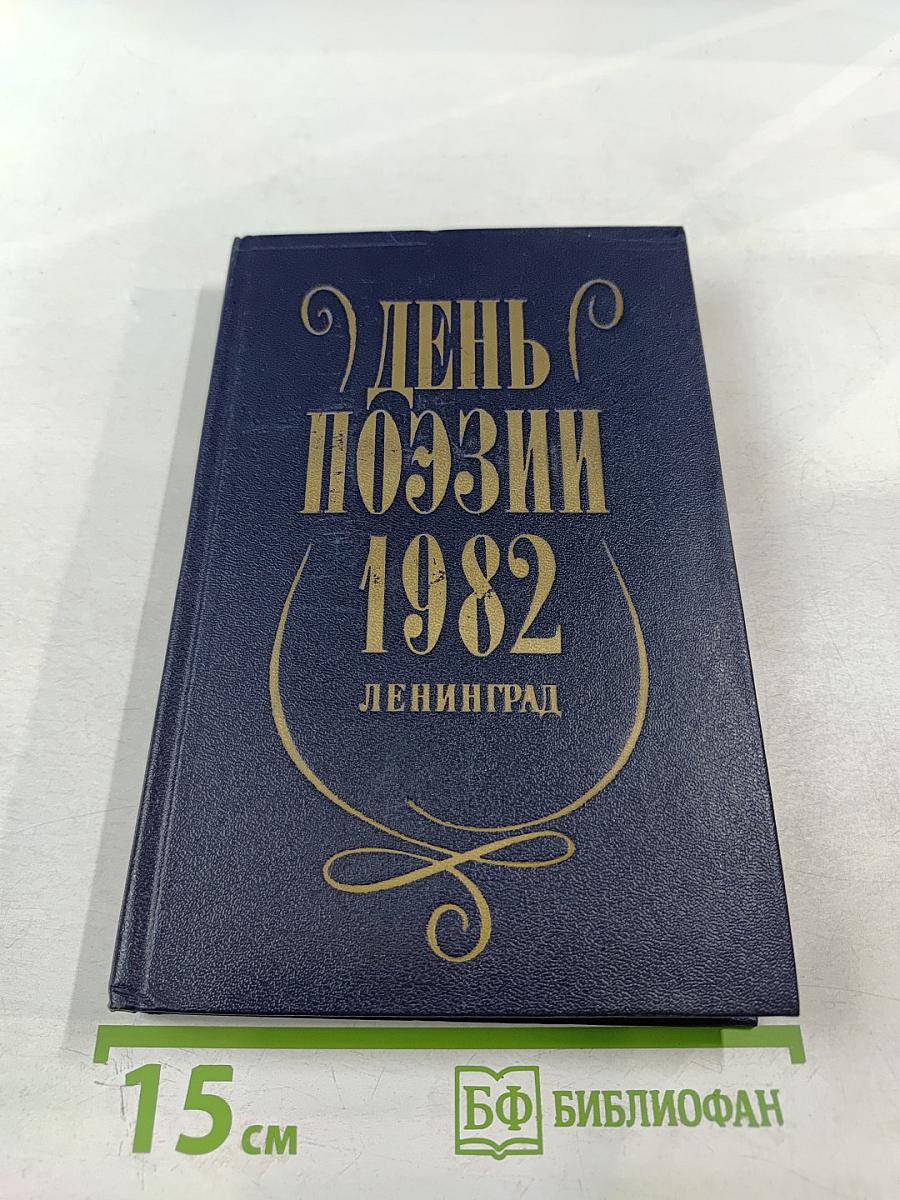 ДЕНЬ
ПОЭЗИИ
1982
ЛЕНИНГРАД
15 см
БФ БИБЛИОФАН